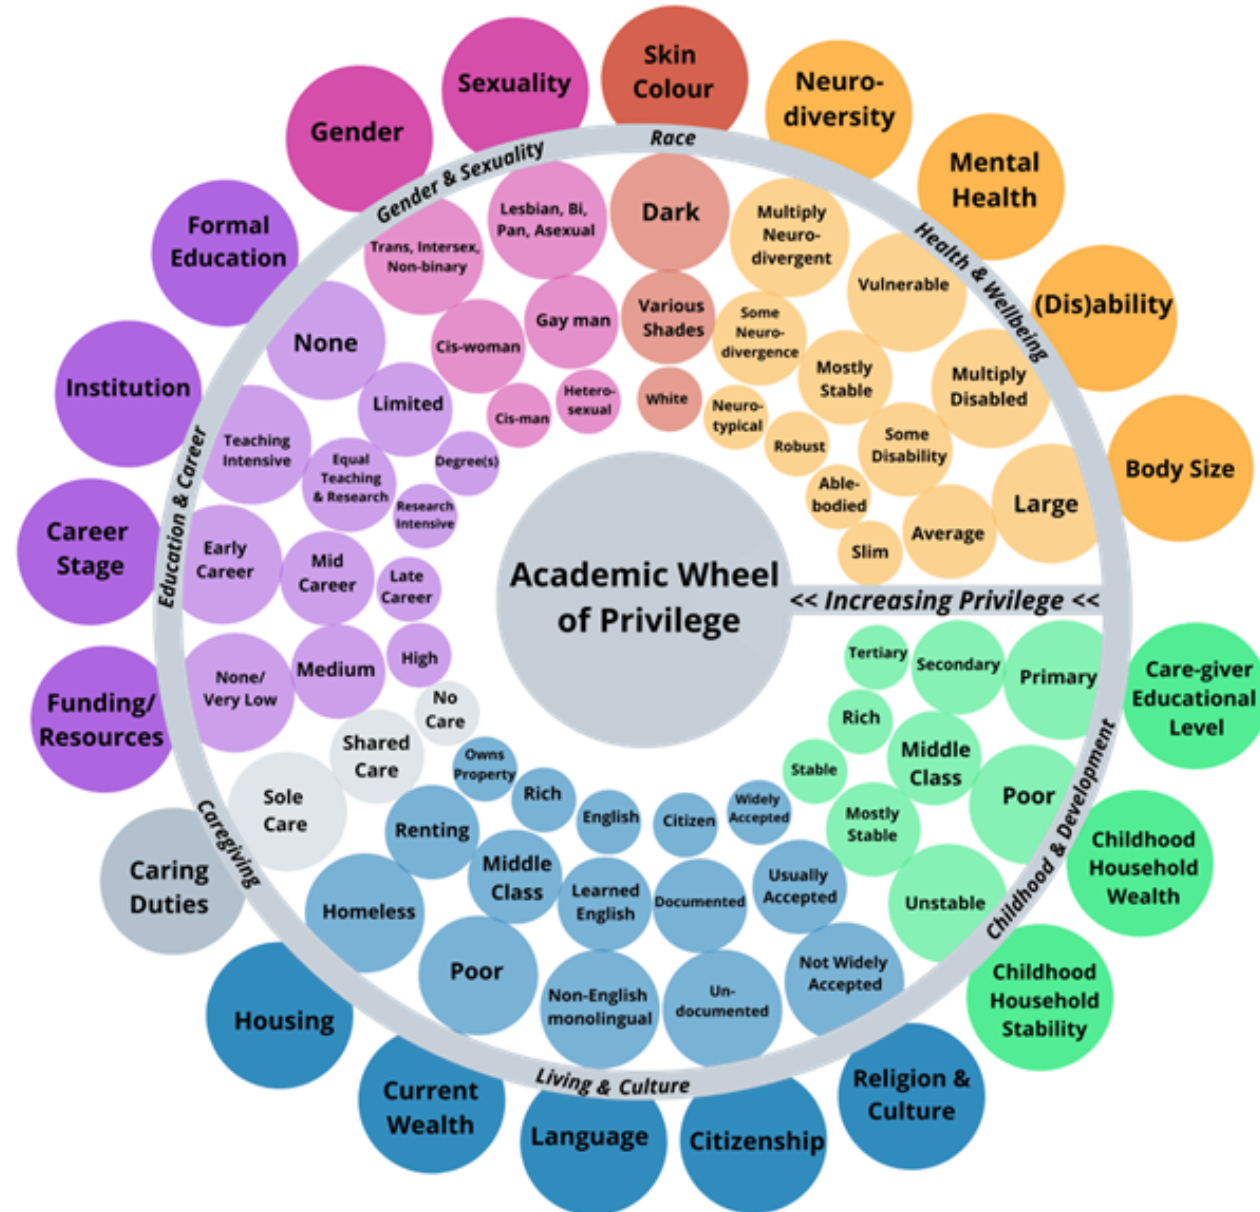 Academic Wheel
of Privilege
<< Increasing Privilege <<
Race
Skin
Colour
Dark
Various
Shades
White
Health & Wellbeing
Neuro-
diversity
Multiply
Neuro-
divergent
Some
Neuro-
divergence
Neuro-
typical
Mental
Health
Vulnerable
Mostly
Stable
Robust
(Dis)ability
Multiply
Disabled
Some
Disability
Able-
bodied
Body Size
Large
Average
Slim
Childhood & Development
Care-giver
Educational
Level
Primary
Secondary
Tertiary
Childhood
Household
Wealth
Poor
Middle
Class
Rich
Childhood
Household
Stability
Unstable
Mostly
Stable
Stable
Living & Culture
Religion &
Culture
Not Widely
Accepted
Usually
Accepted
Widely
Accepted
Citizenship
Un-
documented
Documented
Citizen
Language
Non-English
monolingual
Learned
English
English
Current
Wealth
Poor
Middle
Class
Rich
Housing
Homeless
Renting
Owns
Property
Caregiving
Caring
Duties
Sole
Care
Shared
Care
No
Care
Education & Career
Funding/
Resources
None/
Very Low
Medium
High
Career
Stage
Early
Career
Mid
Career
Late
Career
Institution
Teaching
Intensive
Equal
Teaching
& Research
Research
Intensive
Formal
Education
None
Limited
Degree(s)
Gender & Sexuality
Gender
Trans, Intersex,
Non-binary
Cis-woman
Cis-man
Sexuality
Lesbian, Bi,
Pan, Asexual
Gay man
Hetero-
sexual